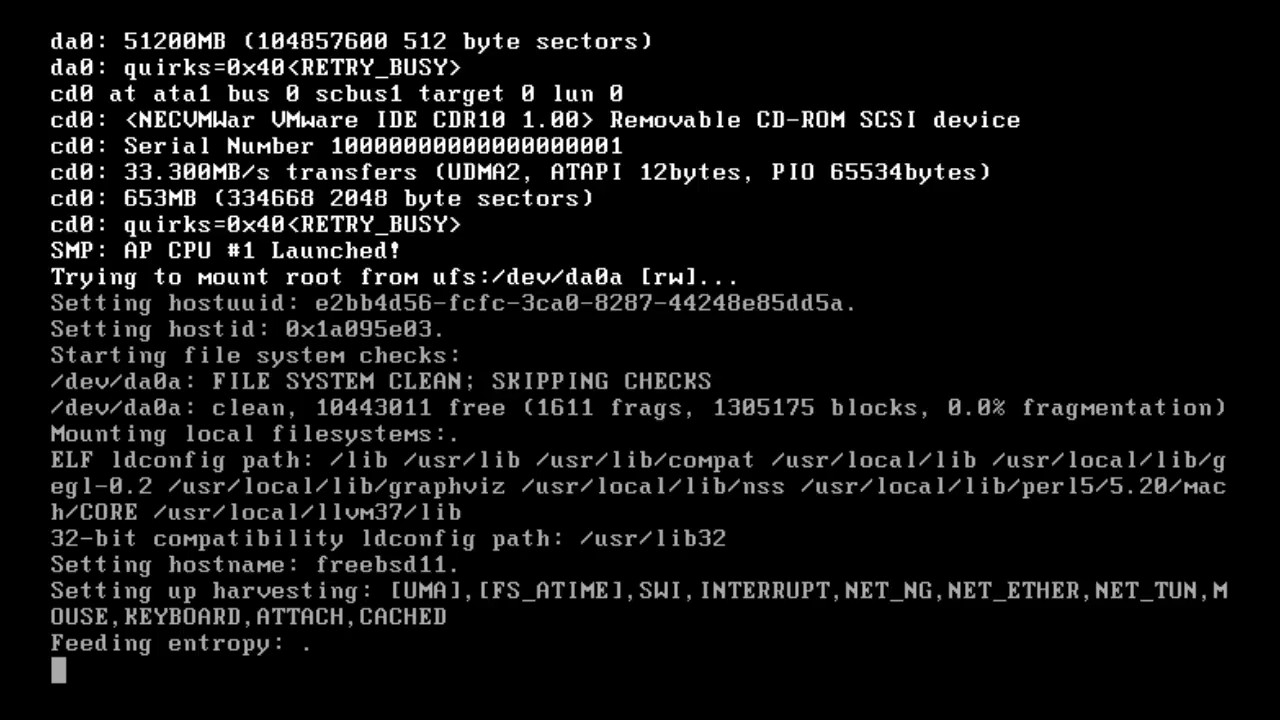 da0: 51200MB (104857600 512 byte sectors)
da0: quirks=0x40<RETRY_BUSY>
cd0 at ata1 bus 0 scbus1 target 0 lun 0
cd0: <NECVMWar VMware IDE CDR10 1.00> Removable CD-ROM SCSI device
cd0: Serial Number 10000000000000000001
cd0: 33.300MB/s transfers (UDMA2, ATAPI 12bytes, PIO 65534bytes)
cd0: 653MB (334668 2048 byte sectors)
cd0: quirks=0x40<RETRY_BUSY>
SMP: AP CPU #1 Launched!
Trying to mount root from ufs:/dev/da0a [rw]...
Setting hostuuid: e2bb4d56-fcfc-3ca0-8287-44248e85dd5a.
Setting hostid: 0x1a095e03.
Starting file system checks:
/dev/da0a: FILE SYSTEM CLEAN; SKIPPING CHECKS
/dev/da0a: clean, 10443011 free (1611 frags, 1305175 blocks, 0.0% fragmentation)
Mounting local filesystems:.
ELF ldconfig path: /lib /usr/lib /usr/lib/compat /usr/local/lib /usr/local/lib/g
egl-0.2 /usr/local/lib/graphviz /usr/local/lib/nss /usr/local/lib/perl5/5.20/mac
h/CORE /usr/local/llvm37/lib
32-bit compatibility ldconfig path: /usr/lib32
Setting hostname: freebsd11.
Setting up harvesting: [UMA],[FS_ATIME],SWI,INTERRUPT,NET_NG,NET_ETHER,NET_TUN,M
OUSE,KEYBOARD,ATTACH,CACHED
Feeding entropy: .